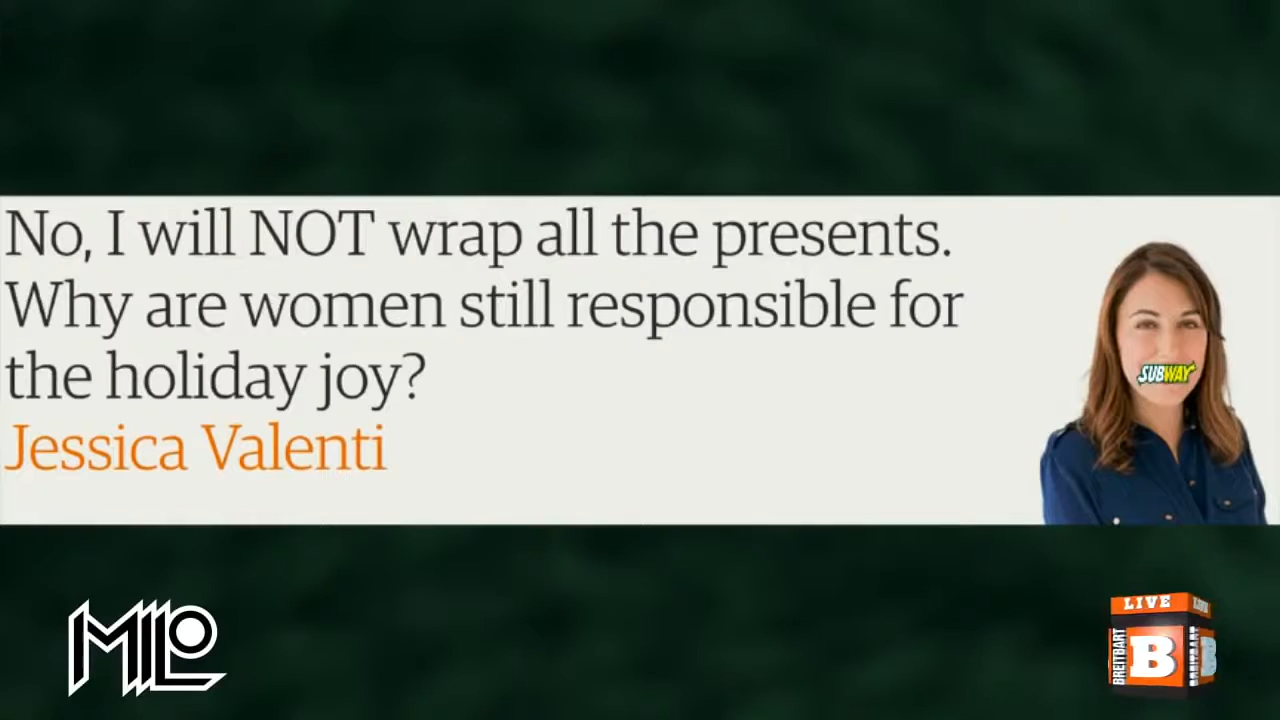 No, I will NOT wrap all the presents.
Why are women still responsible for
the holiday joy?
Jessica Valenti
SUBWAY
MILO
LIVE
BREITBART
B